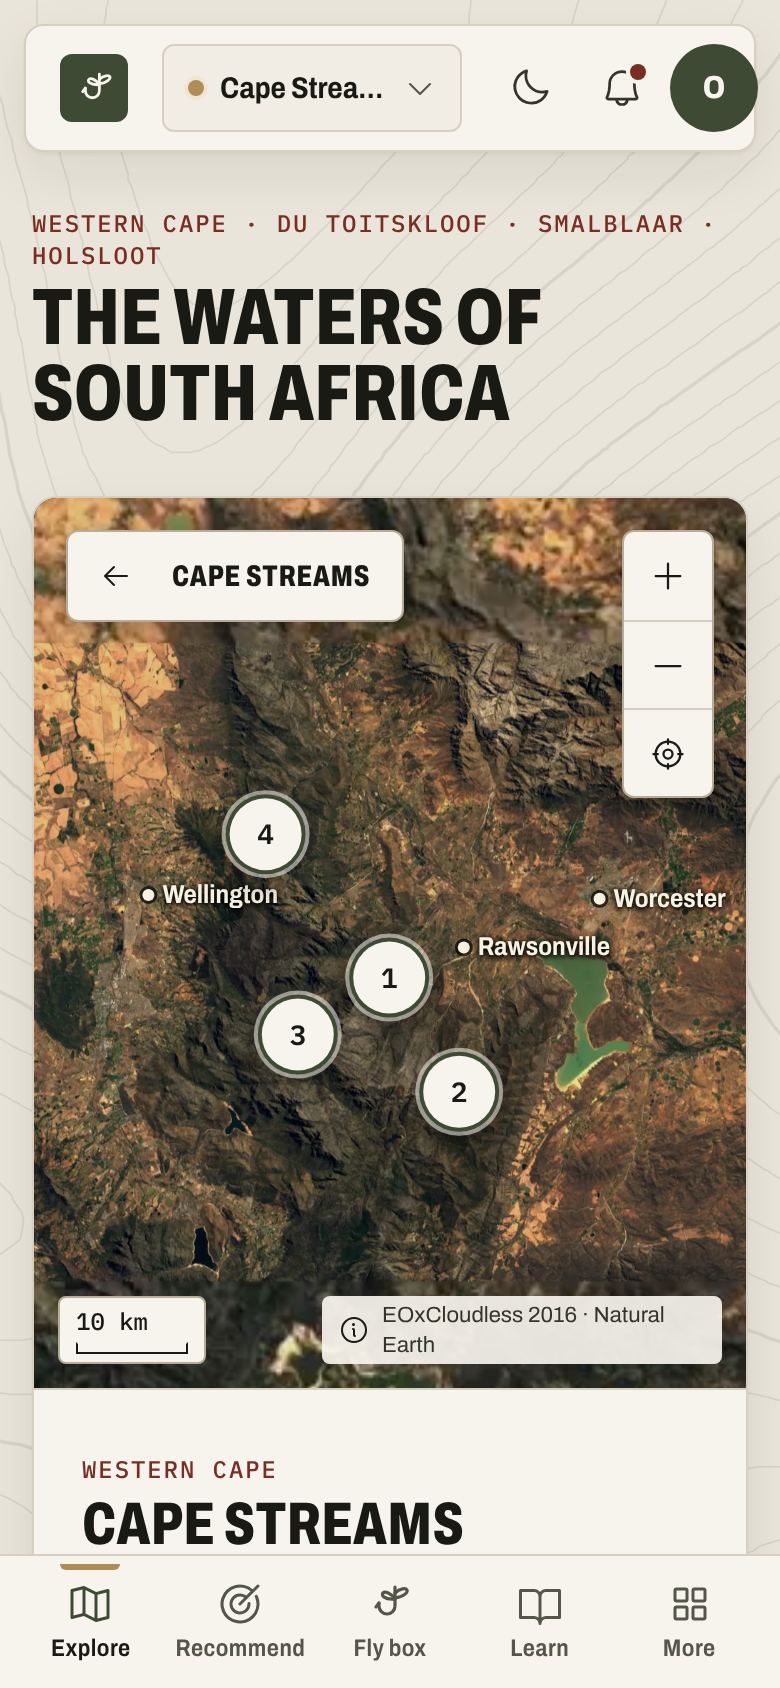 Cape Strea...
O
WESTERN CAPE · DU TOITSKLOOF · SMALBLAAR ·
HOLSLOOT
THE WATERS OF
SOUTH AFRICA
CAPE STREAMS
4
Wellington
Worcester
Rawsonville
1
3
2
10 km
EOxCloudless 2016 · Natural
Earth
WESTERN CAPE
CAPE STREAMS
Explore
Recommend
Fly box
Learn
More